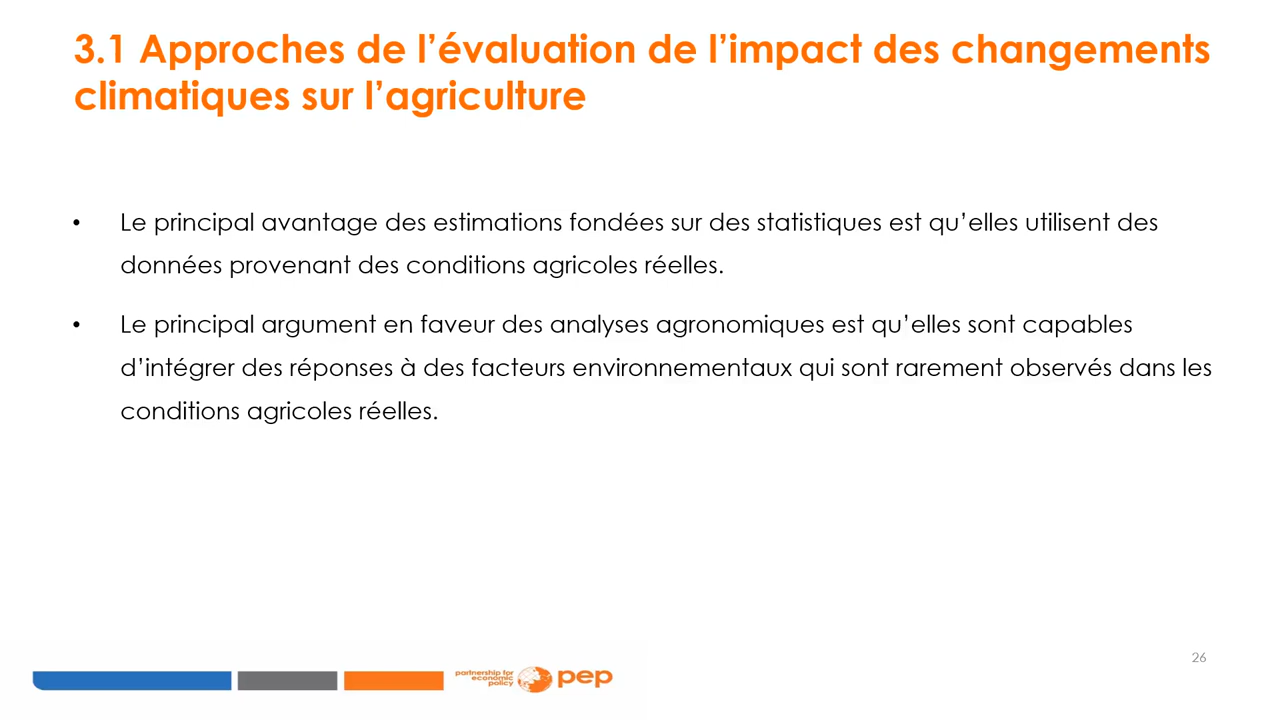 3.1 Approches de l’évaluation de l’impact des changements
climatiques sur l’agriculture
• Le principal avantage des estimations fondées sur des statistiques est qu’elles utilisent des
données provenant des conditions agricoles réelles.
• Le principal argument en faveur des analyses agronomiques est qu’elles sont capables
d’intégrer des réponses à des facteurs environnementaux qui sont rarement observés dans les
conditions agricoles réelles.
26
partnership for
economic
policy
pep